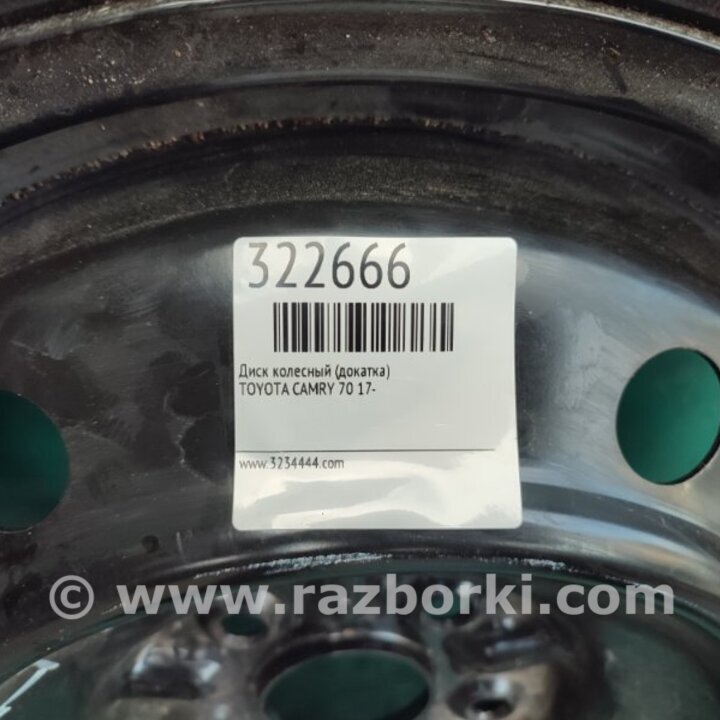 322666
Диск колесный (докатка)
TOYOTA CAMRY 70 17-
www.3234444.com
© www.razborki.com